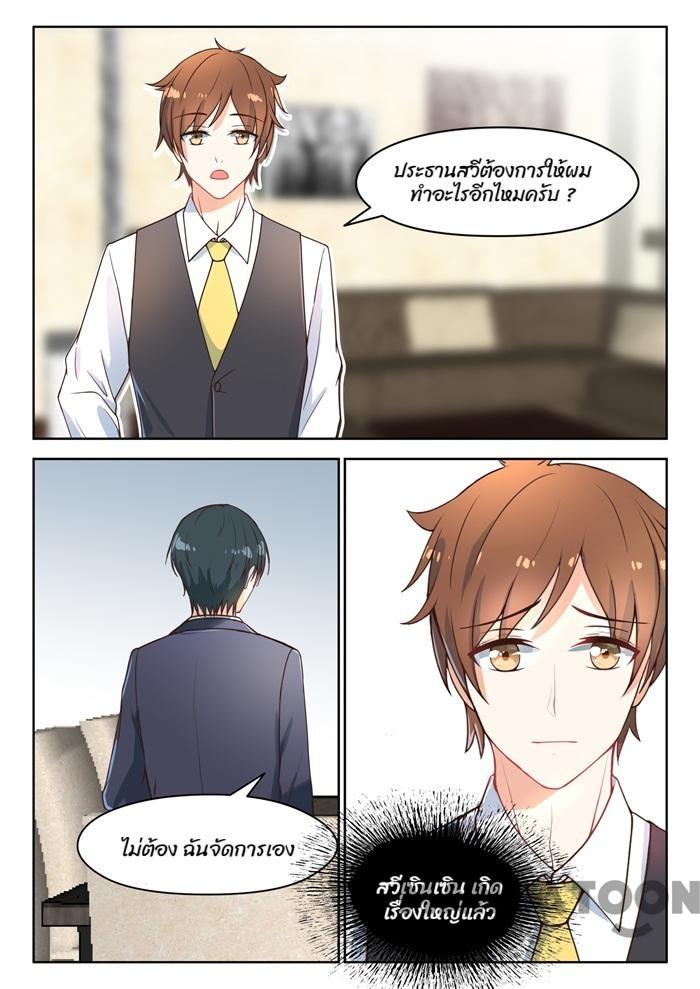 ประธานสวีต้องการให้ผม
ทำอะไรอีกไหมครับ ?
ไม่ต้อง ฉันจัดการเอง
สวีเซินเซิน เกิด
เรื่องใหญ่แล้ว